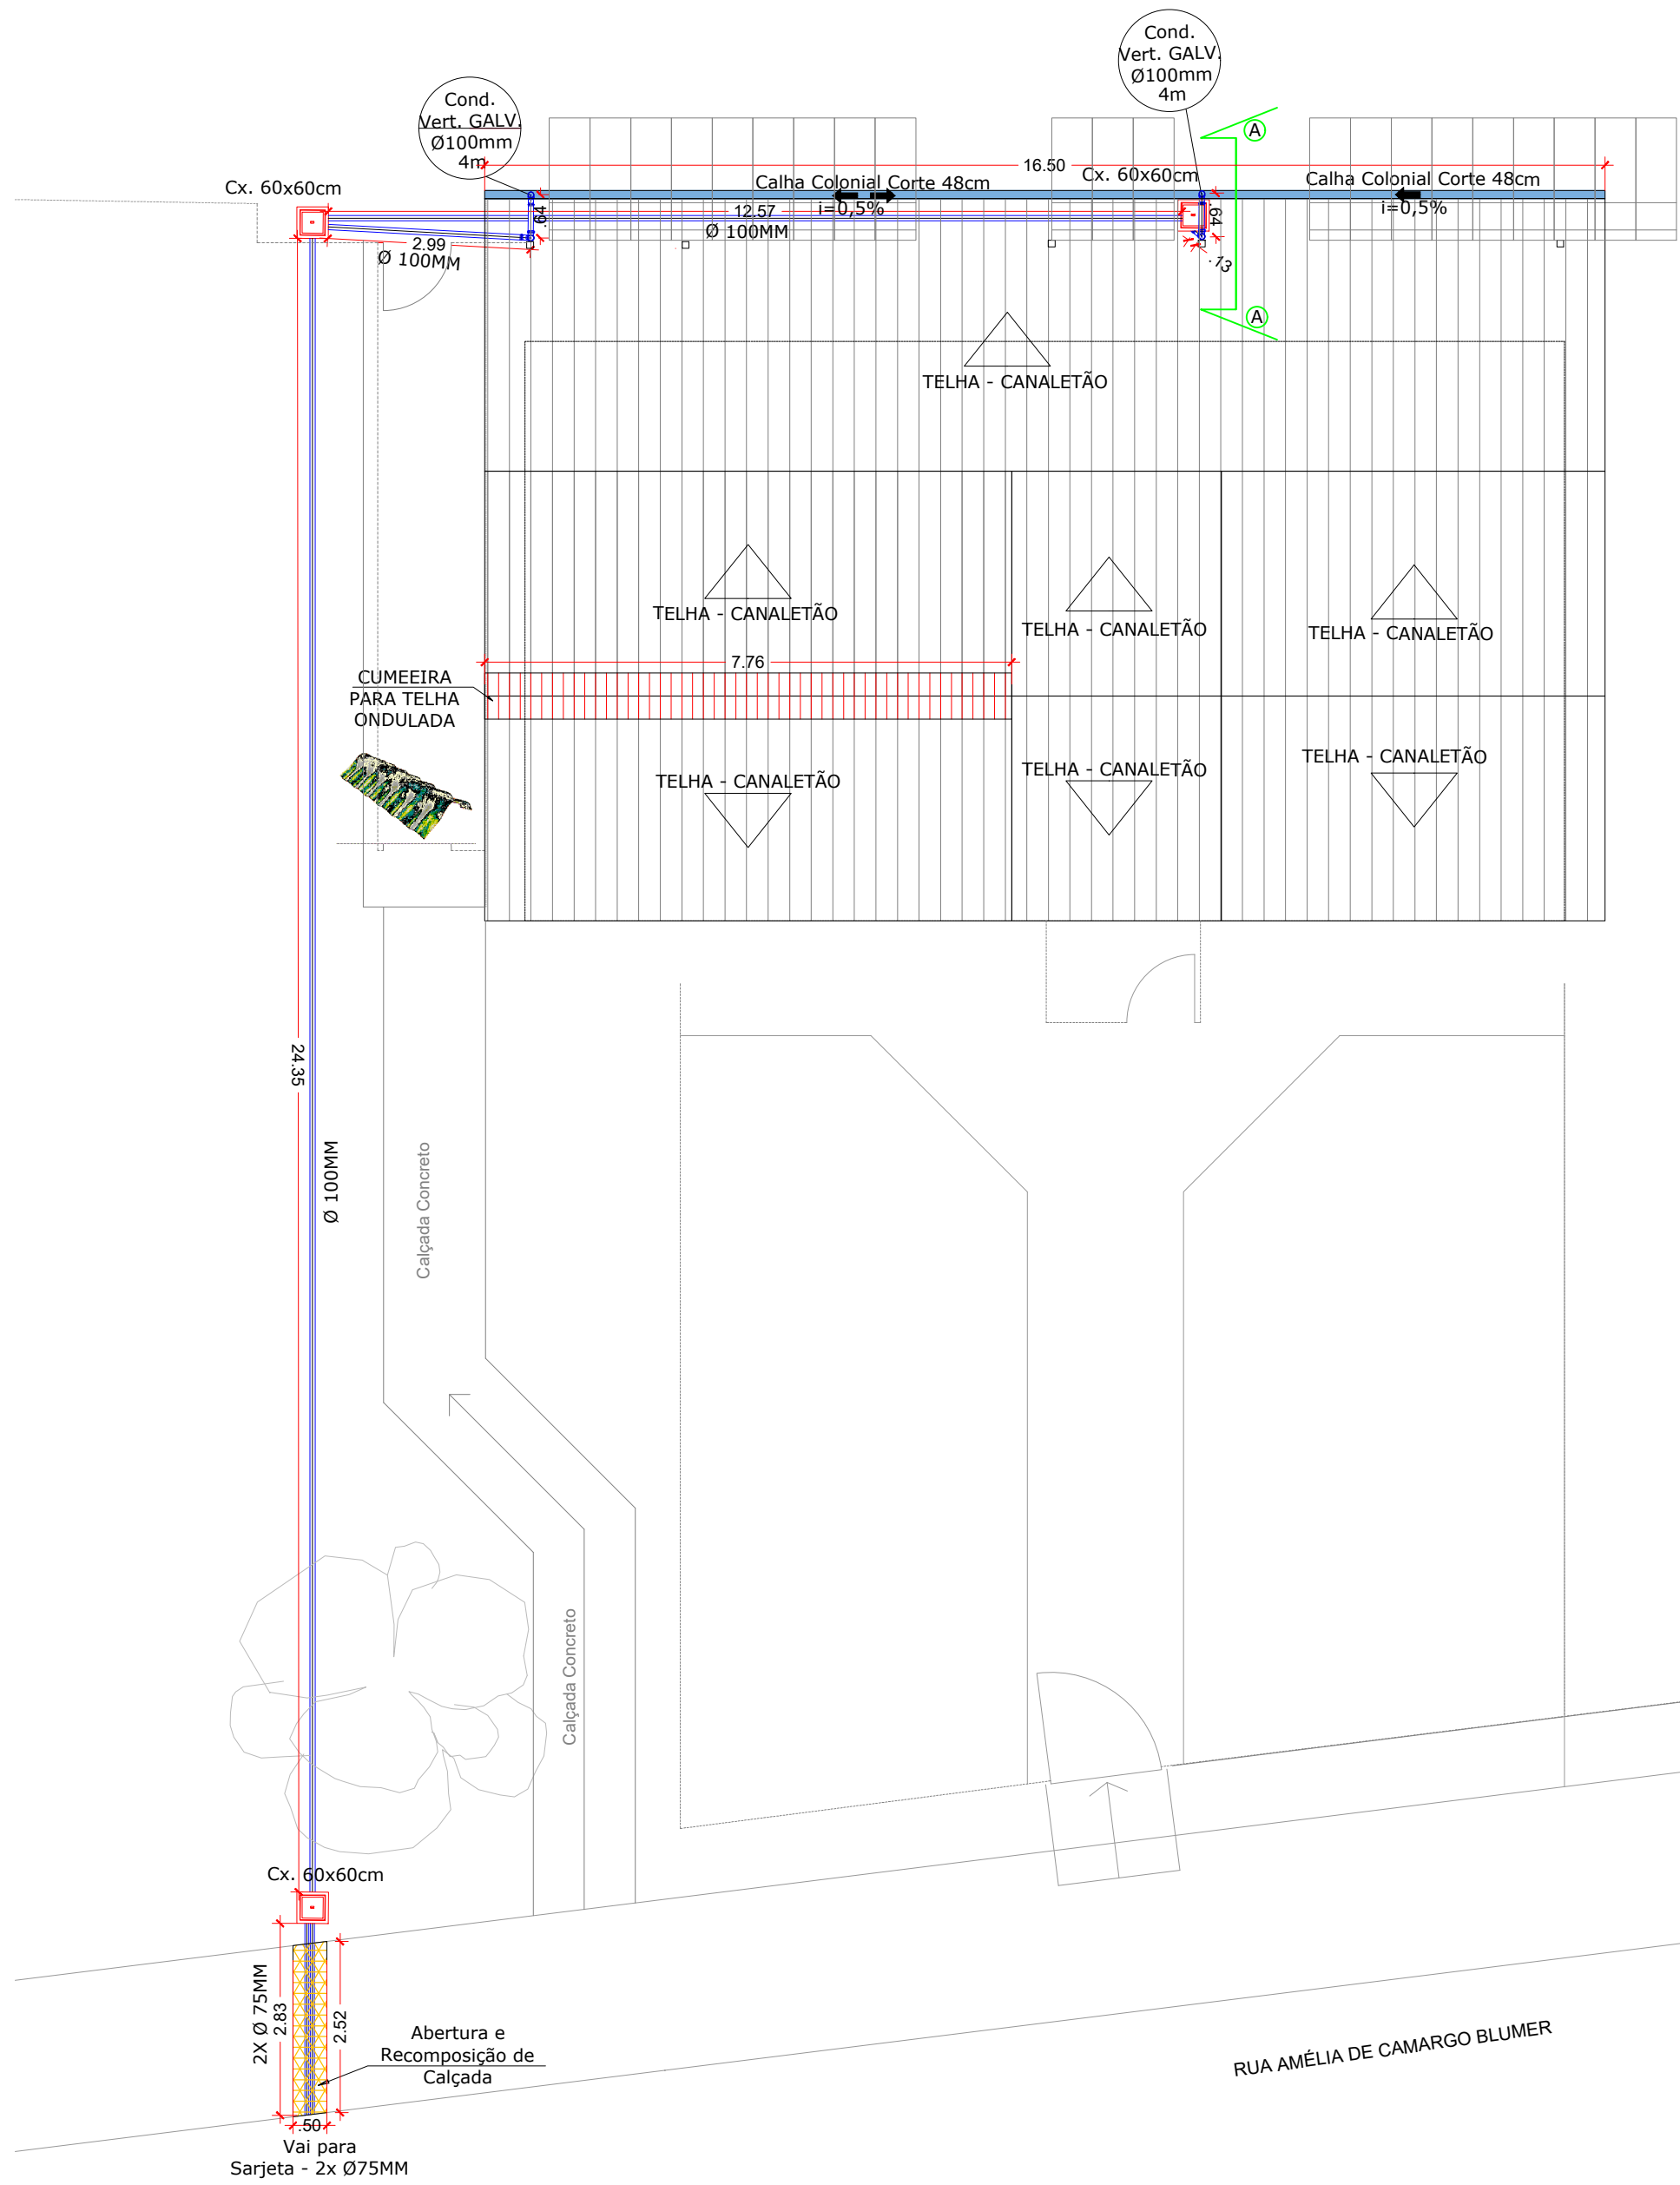 Cond.
Vert. GALV.
Ø100mm
4m
Cond.
Vert. GALV.
Ø100mm
4m
A
16.50
Cx. 60x60cm
Calha Colonial Corte 48cm
Cx. 60x60cm
Calha Colonial Corte 48cm
12.57
i=0,5%
i=0,5%
.64
.64
Ø 100MM
2.99
Ø 100MM
.13
A
TELHA - CANALETÃO
TELHA - CANALETÃO
TELHA - CANALETÃO
TELHA - CANALETÃO
7.76
CUMEEIRA
PARA TELHA
ONDULADA
TELHA - CANALETÃO
TELHA - CANALETÃO
TELHA - CANALETÃO
24.35
Ø 100MM
Calçada Concreto
Calçada Concreto
Cx. 60x60cm
2X Ø 75MM
2.83
2.52
Abertura e
Recomposição de
Calçada
RUA AMÉLIA DE CAMARGO BLUMER
.50
Vai para
Sarjeta - 2x Ø75MM